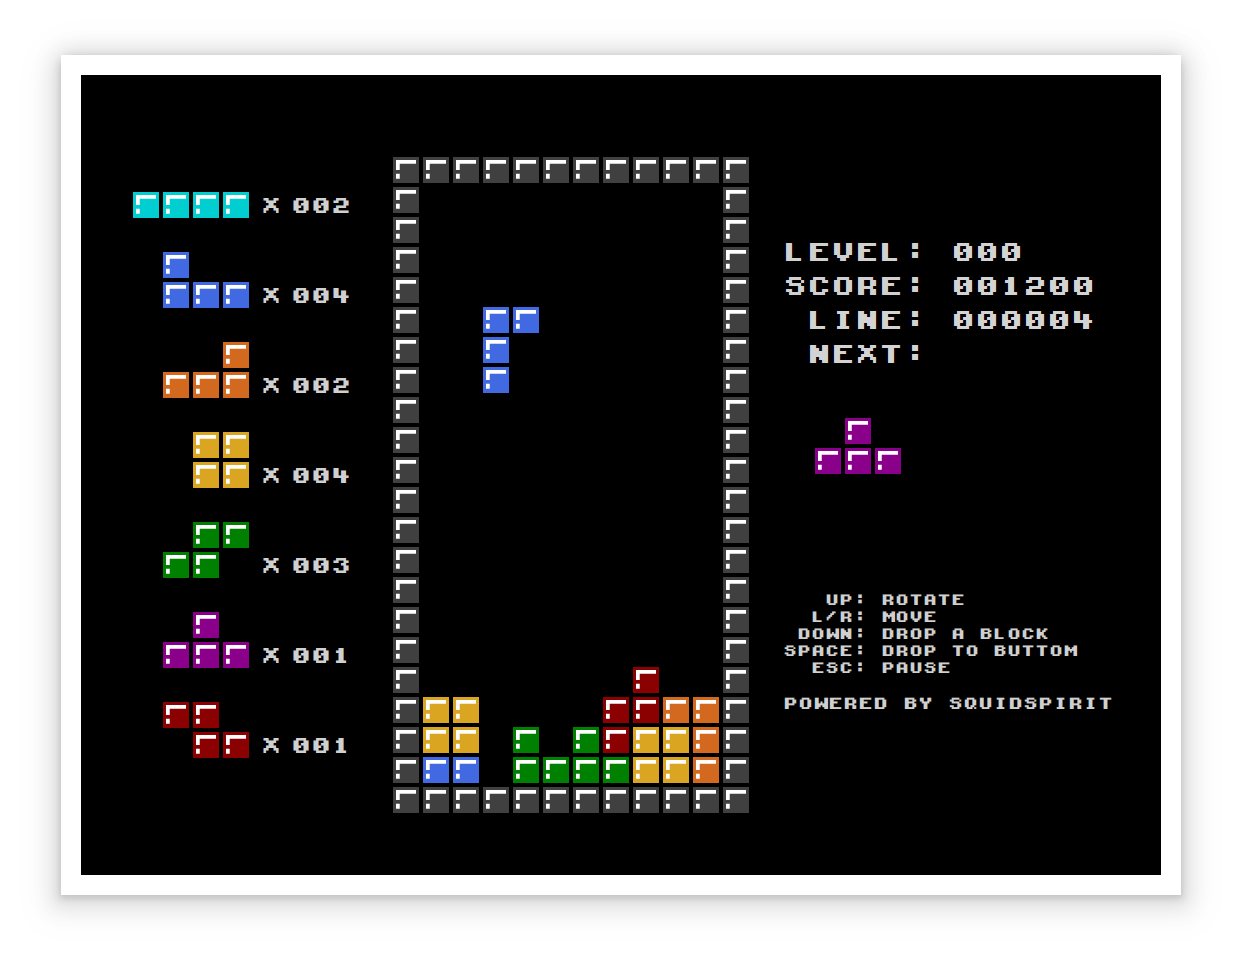 X 002
X 004
X 002
X 004
X 003
X 001
X 001
LEVEL: 000
SCORE: 001200
LINE: 000004
NEXT:
UP: ROTATE
L/R: MOVE
DOWN: DROP A BLOCK
SPACE: DROP TO BUTTOM
ESC: PAUSE
POWERED BY SQUIDSPIRIT